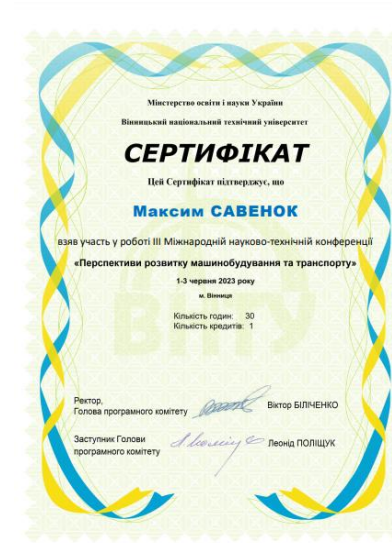 Міністерство освіти і науки України
Вінницький національний технічний університет
СЕРТИФІКАТ
Цей Сертифікат підтверджує, що
Максим САВЕНОК
взяв участь у роботі ІІІ Міжнародній науково-технічній конференції
«Перспективи розвитку машинобудування та транспорту»
1-3 червня 2023 року
м. Вінниця
Кількість годин: 30
Кількість кредитів: 1
ВНТУ
Ректор,
Голова програмного комітету
Віктор БІЛІЧЕНКО
Заступник Голови
програмного комітету
Леонід ПОЛІЩУК